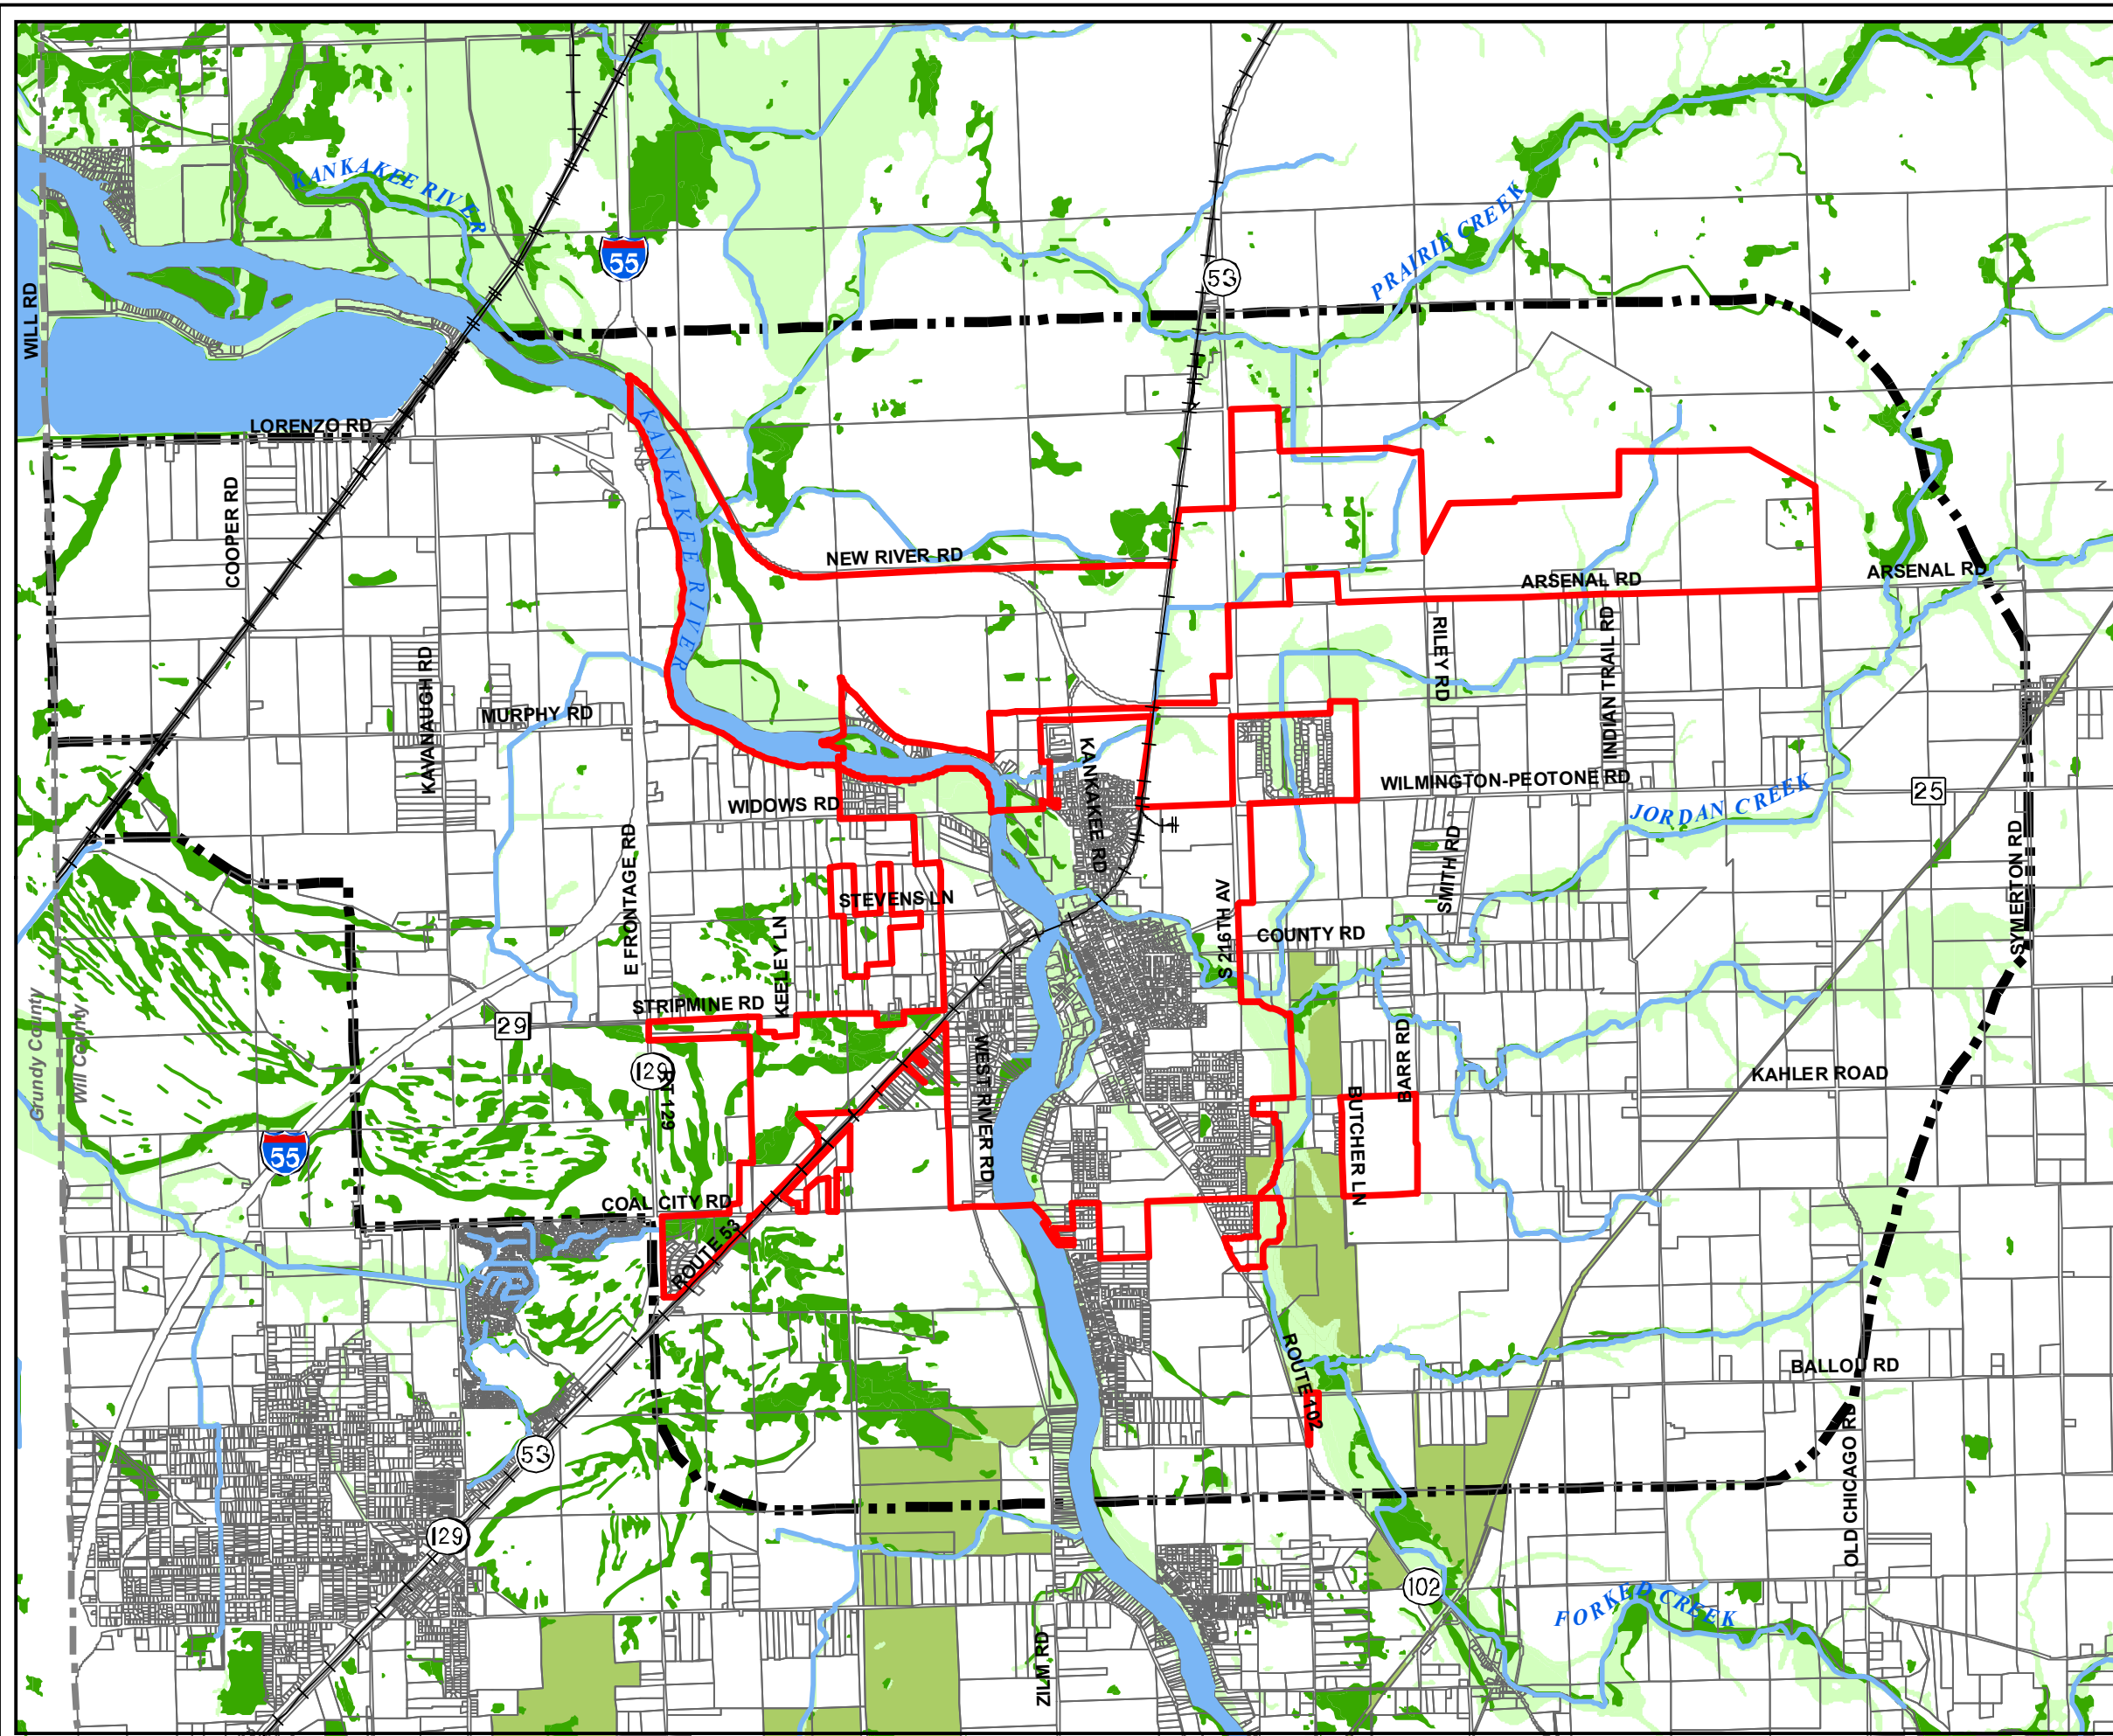 KANKAKEE RIVER
55
53
PRAIRIE CREEK
WILL RD
LORENZO RD
KANKAKEE RIVER
COOPER RD
NEW RIVER RD
ARSENAL RD
ARSENAL RD
RILEY RD
INDIAN TRAIL RD
KAVANAUGH RD
MURPHY RD
KANKAKEE RD
WILMINGTON-PEOTONE RD
JORDAN CREEK
25
WIDOWS RD
E FRONTAGE RD
SMITH RD
SYMERTON RD
STEVENS LN
S 216TH AV
COUNTY RD
KEELEY LN
STRIPMINE RD
29
Grundy County
Will County
129
RT 129
WEST RIVER RD
BARR RD
KAHLER ROAD
BUTCHER LN
55
COAL CITY RD
ROUTE 53
ROUTE 102
BALLOU RD
53
OLD CHICAGO RD
129
102
FORKED CREEK
ZILM RD